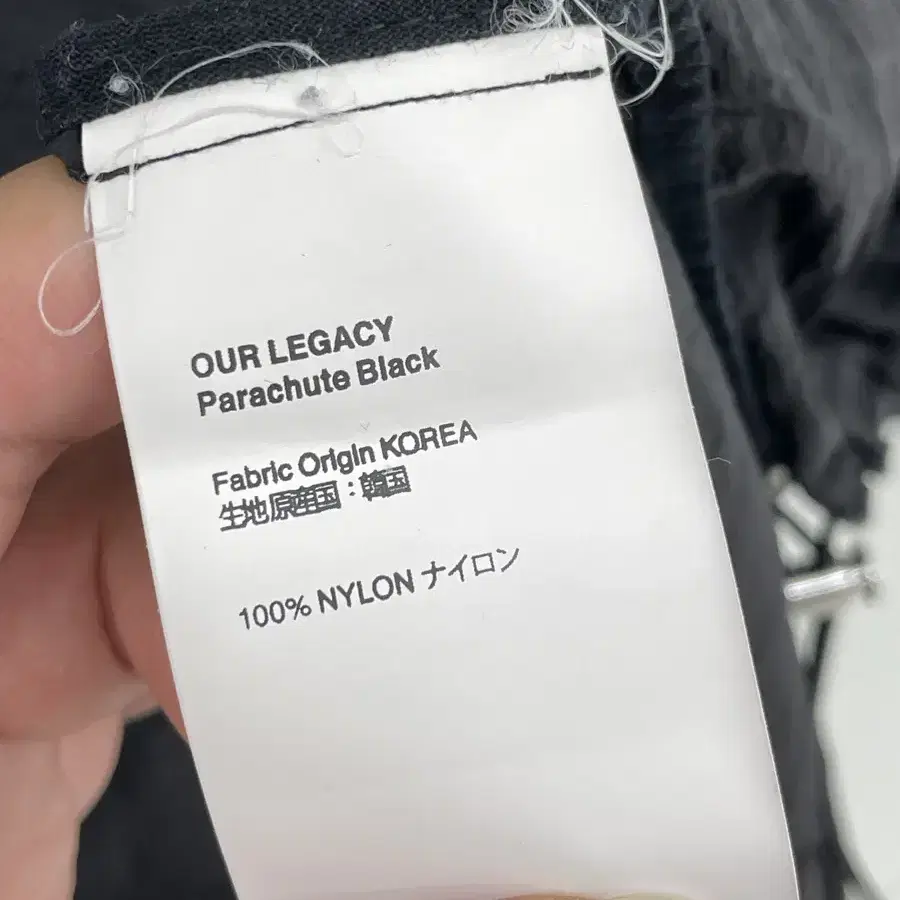 OUR LEGACY
Parachute Black
Fabric Origin KOREA
生地原産国：韓国
100% NYLON ナイロン